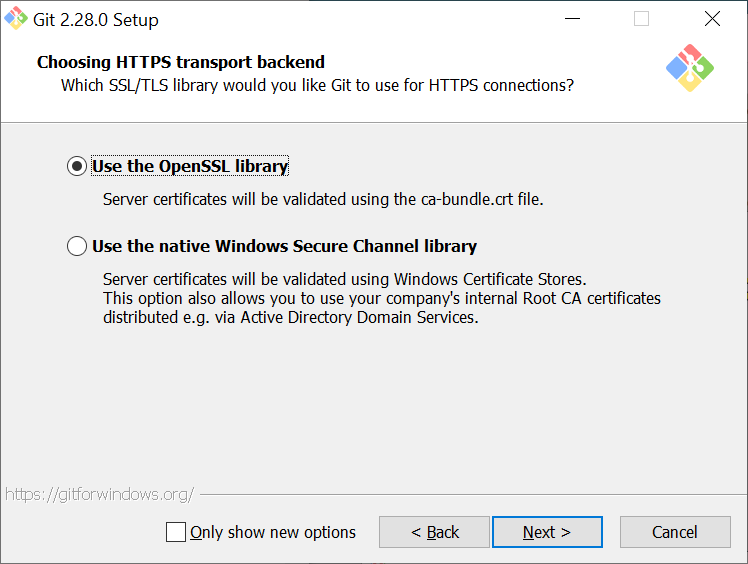 Git 2.28.0 Setup
Choosing HTTPS transport backend
Which SSL/TLS library would you like Git to use for HTTPS connections?
Use the OpenSSL library
Server certificates will be validated using the ca-bundle.crt file.
Use the native Windows Secure Channel library
Server certificates will be validated using Windows Certificate Stores.
This option also allows you to use your company's internal Root CA certificates
distributed e.g. via Active Directory Domain Services.
https://gitforwindows.org/
Only show new options
< Back
Next >
Cancel